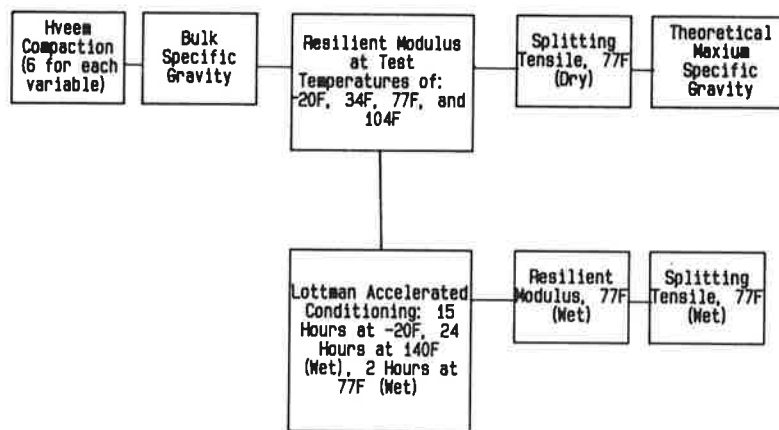 Hveem
Compaction
(6 for each
variable)
Bulk
Specific
Gravity
Resilient Modulus
at Test
Temperatures of:
-20F, 34F, 77F, and
104F
Splitting
Tensile, 77F
(Dry)
Theoretical
Maxium
Specific
Gravity
Lottman Accelerated
Conditioning: 15
Hours at -20F, 24
Hours at 140F
(Wet), 2 Hours at
77F (Wet)
Resilient
Modulus, 77F
(Wet)
Splitting
Tensile, 77F
(Wet)